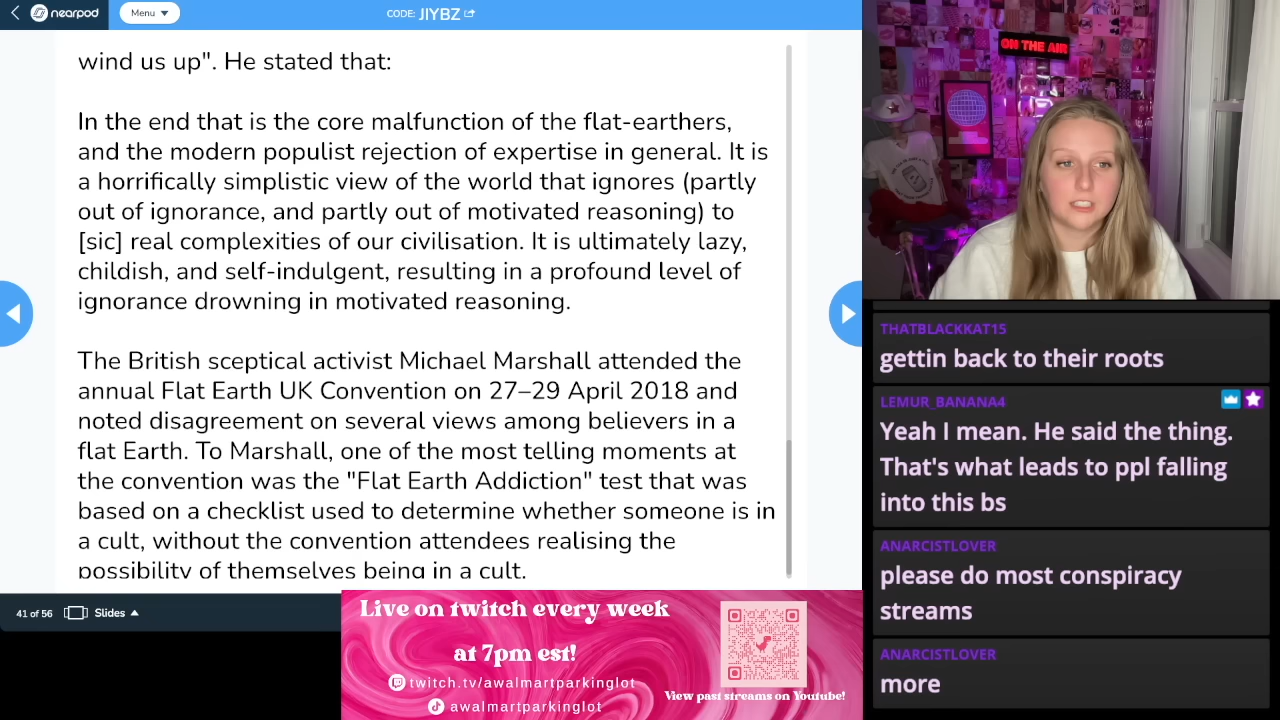 nearpod
Menu
CODE: JIYBZ
wind us up". He stated that:
In the end that is the core malfunction of the flat-earthers,
and the modern populist rejection of expertise in general. It is
a horrifically simplistic view of the world that ignores (partly
out of ignorance, and partly out of motivated reasoning) to
[sic] real complexities of our civilisation. It is ultimately lazy,
childish, and self-indulgent, resulting in a profound level of
ignorance drowning in motivated reasoning.
The British sceptical activist Michael Marshall attended the
annual Flat Earth UK Convention on 27–29 April 2018 and
noted disagreement on several views among believers in a
flat Earth. To Marshall, one of the most telling moments at
the convention was the "Flat Earth Addiction" test that was
based on a checklist used to determine whether someone is in
a cult, without the convention attendees realising the
possibility of themselves being in a cult.
41 of 56
Slides
Live on twitch every week
at 7pm est!
twitch.tv/awalmartparkinglot
awalmartparkinglot
View past streams on Youtube!
ON THE AIR
THATBLACKKAT15
gettin back to their roots
LEMUR_BANANA4
Yeah I mean. He said the thing.
That's what leads to ppl falling
into this bs
ANARCISTLOVER
please do most conspiracy
streams
ANARCISTLOVER
more